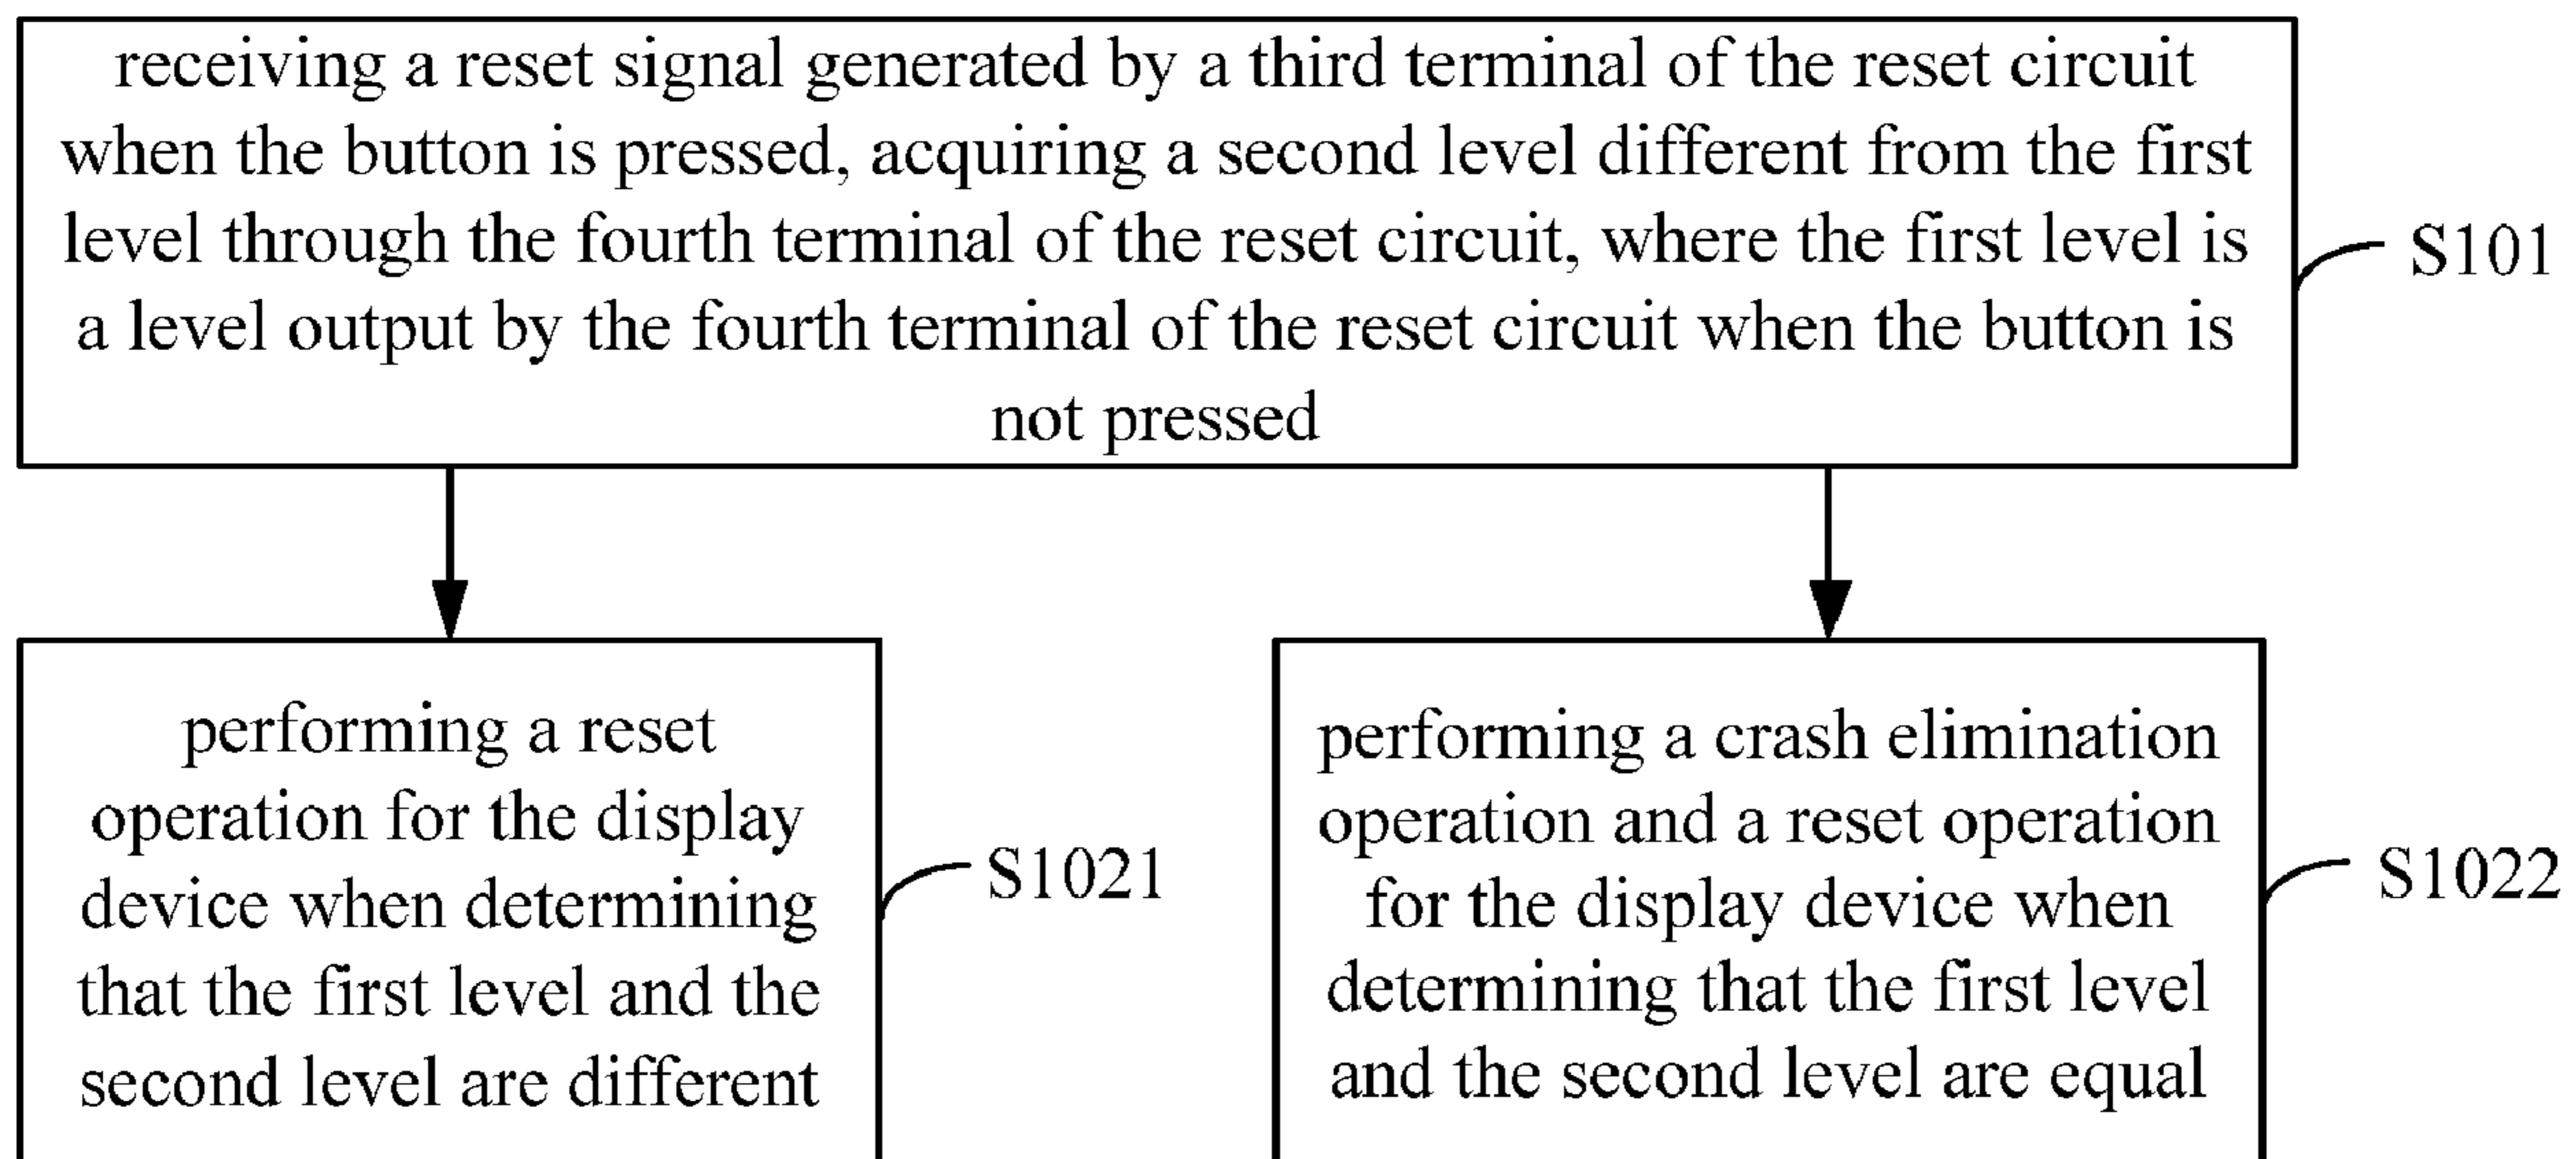 receiving a reset signal generated by a third terminal of the reset circuit
when the button is pressed, acquiring a second level different from the first
level through the fourth terminal of the reset circuit, where the first level is
a level output by the fourth terminal of the reset circuit when the button is
not pressed
S101
performing a reset
operation for the display
device when determining
that the first level and the
second level are different
S1021
performing a crash elimination
operation and a reset operation
for the display device when
determining that the first level
and the second level are equal
S1022